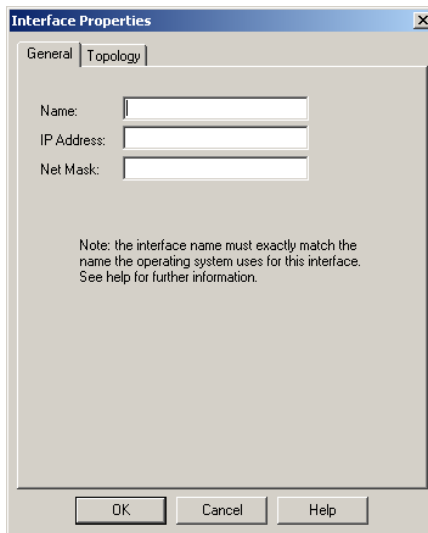 Interface Properties
General
Topology
Name:
IP Address:
Net Mask:
Note: the interface name must exactly match the
name the operating system uses for this interface.
See help for further information.
OK
Cancel
Help